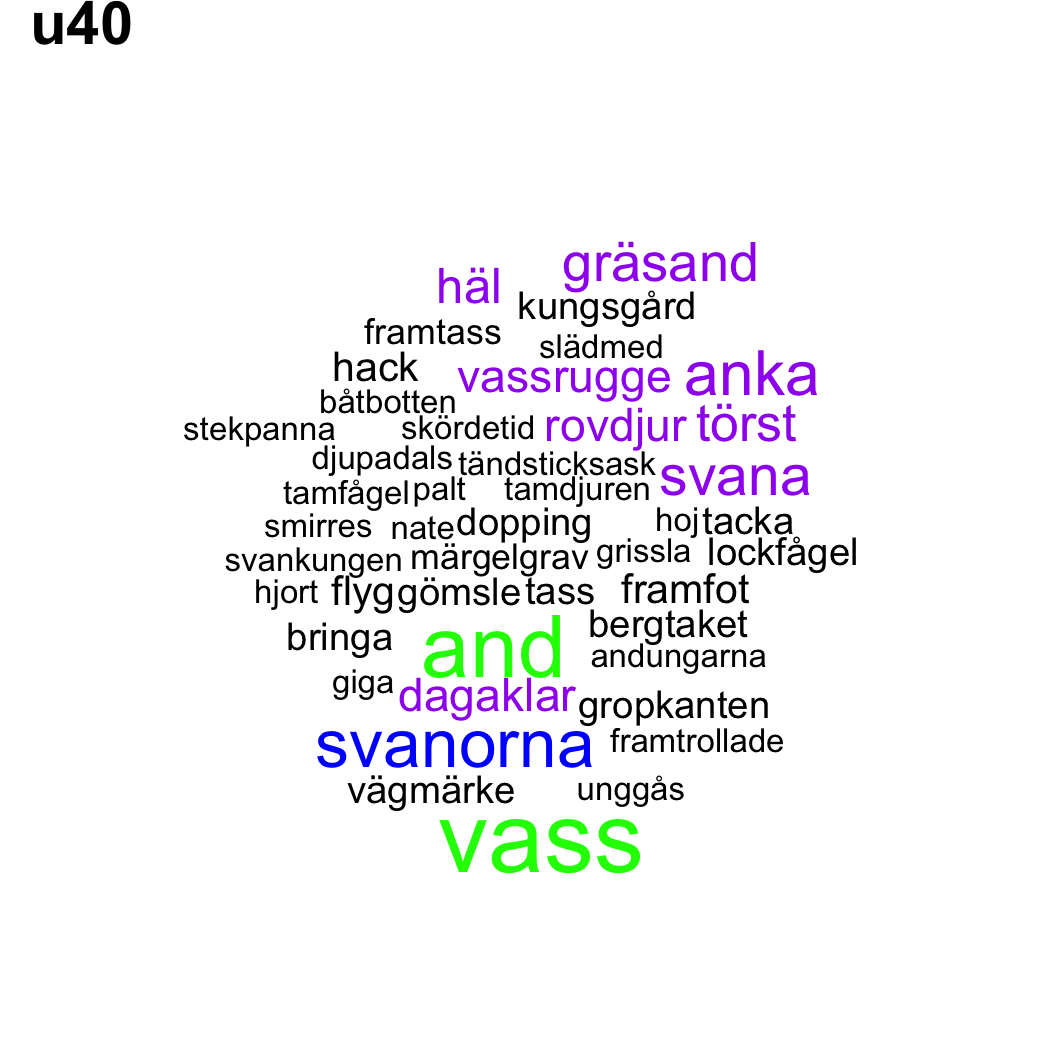 u40
gräsand
häl
kungsgård
framtass
slädmed
hack vassrugge anka
båtbotten
stekpanna skördetid rovdjur törst
djupadals tändsticksask svana
tamfågel palt tamdjuren
smirres nate dopping hoj tacka
svankungen märgelgrav grissla lockfågel
hjort flyg gömsle tass framfot
bringa and bergtaket
andungarna
giga dagaklar gropkanten
svanorna framtrollade
vägmärke unggås
vass